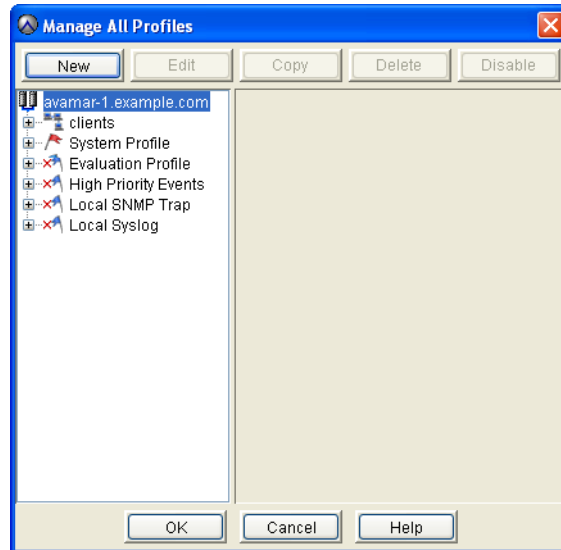 Manage All Profiles
New Edit Copy Delete Disable
avamar-1.example.com
clients
System Profile
Evaluation Profile
High Priority Events
Local SNMP Trap
Local Syslog
OK Cancel Help